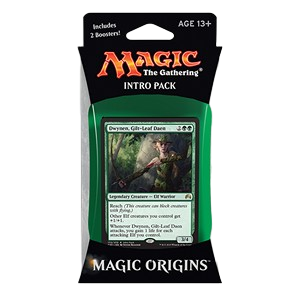 Includes
2 Boosters!
AGE 13+
MAGIC
The Gathering
INTRO PACK
Dwynen, Gilt-Leaf Daen 2
Legendary Creature — Elf Warrior
Reach (This creature can block creatures
with flying.)
Other Elf creatures you control get
+1/+1.
Whenever Dwynen, Gilt-Leaf Daen
attacks, you gain 1 life for each
attacking Elf you control.
3/4
MAGIC ORIGINS